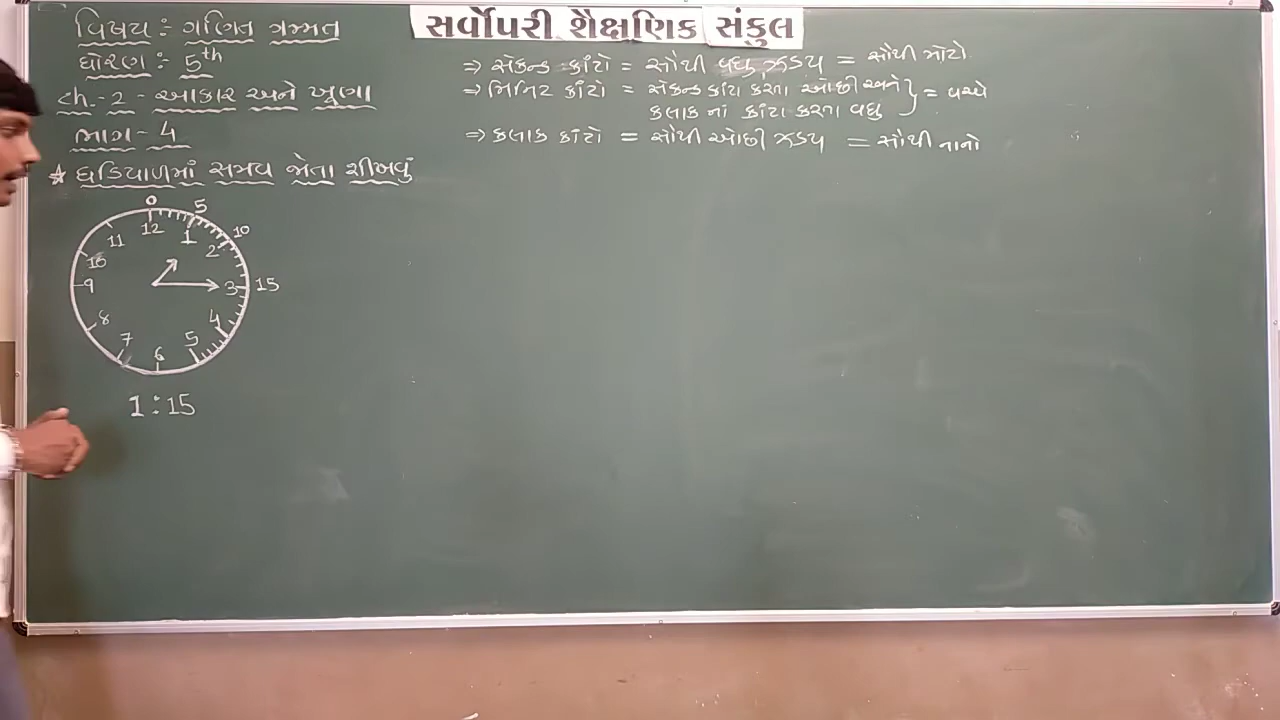 સર્વોપરી શૈક્ષણિક સંકુલ
વિષય : ગણિત ગમ્મત
ધોરણ : 5th
ch. - 2 - આકાર અને ખૂણા
ભાગ - 4
* ઘડિયાળમાં સમય જોતા શીખવું
⇒ સેકન્ડ કાંટો = સૌથી વધુ ઝડપ = સૌથી મોટો
⇒ મિનિટ કાંટો = સેકન્ડ કાંટા કરતા ઓછી અને
કલાક નાં કાંટા કરતા વધુ } = વચ્ચે
⇒ કલાક કાંટો = સૌથી ઓછી ઝડપ = સૌથી નાનો
0 5 10 15
12 1 2 3 4 5 6 7 8 9 10 11
1 : 15